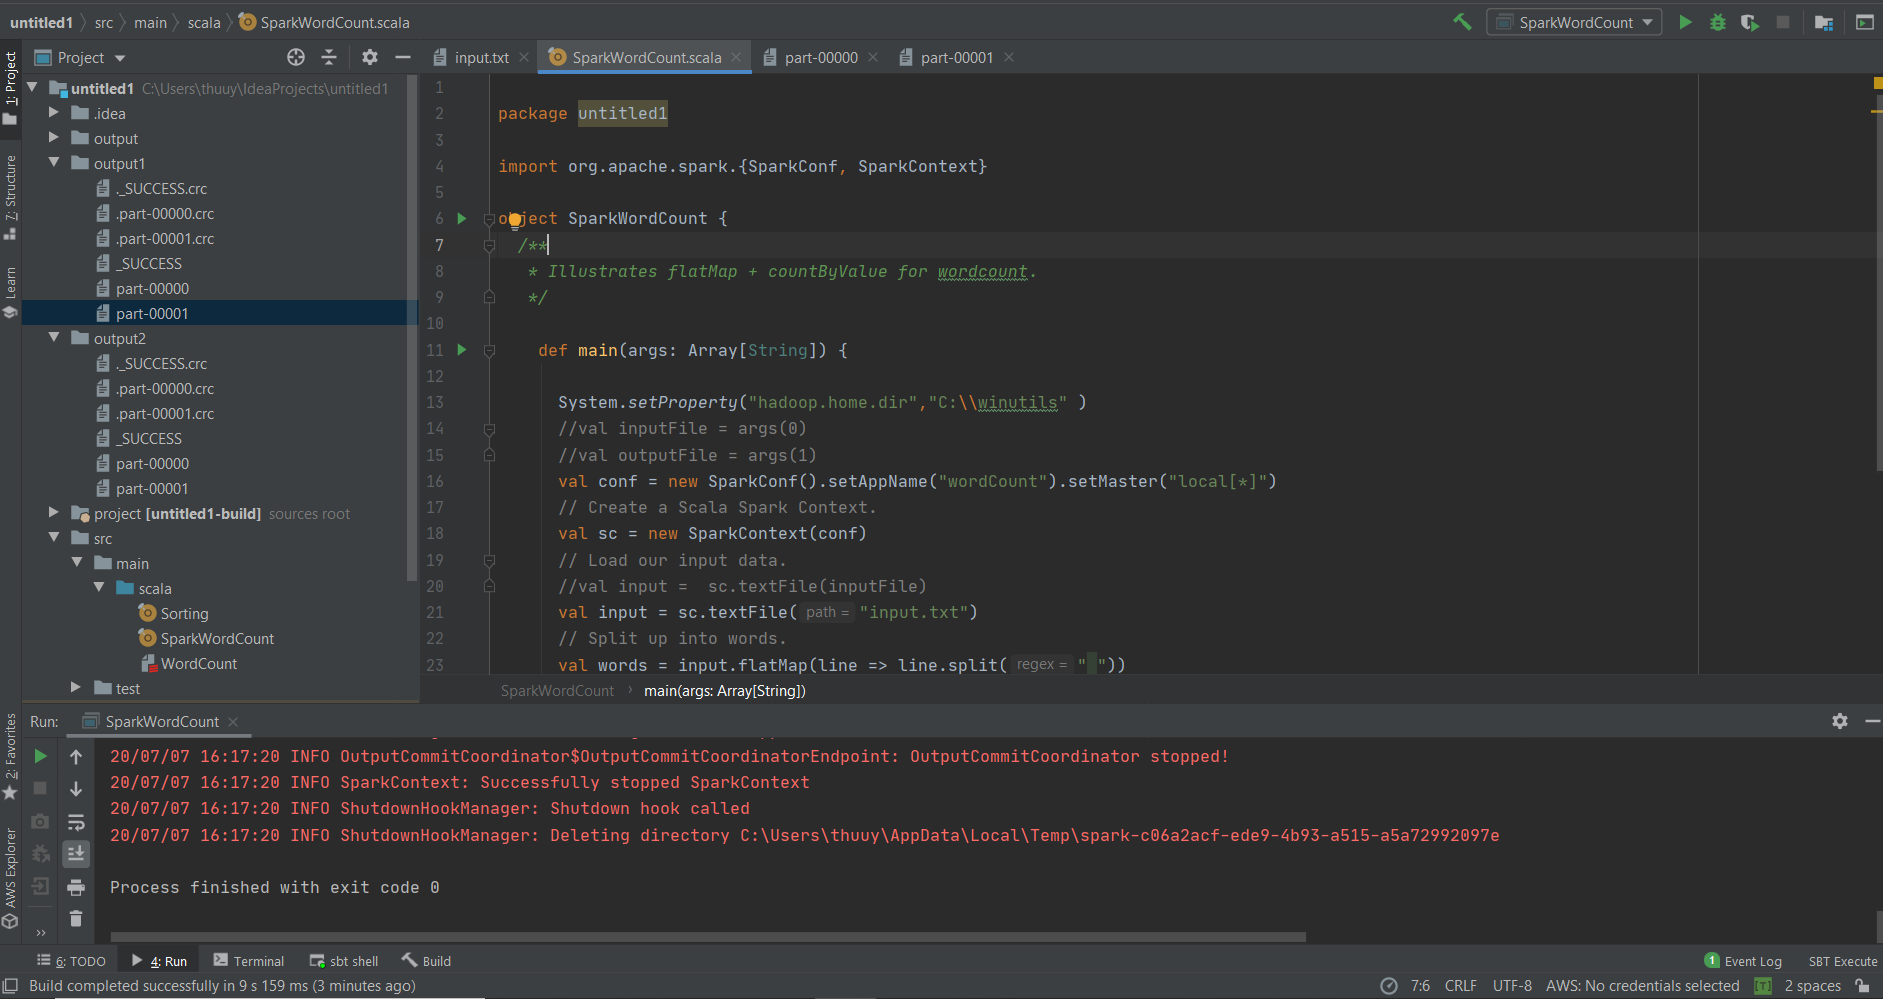 untitled1 src main scala SparkWordCount.scala SparkWordCount
1: Project
7: Structure
Learn
2: Favorites
AWS Explorer
Project
untitled1 C:\Users\thuuy\IdeaProjects\untitled1
.idea
output
output1
._SUCCESS.crc
.part-00000.crc
.part-00001.crc
_SUCCESS
part-00000
part-00001
output2
._SUCCESS.crc
.part-00000.crc
.part-00001.crc
_SUCCESS
part-00000
part-00001
project [untitled1-build] sources root
src
main
scala
Sorting
SparkWordCount
WordCount
test
input.txt SparkWordCount.scala part-00000 part-00001
1
2 package untitled1
3
4 import org.apache.spark.{SparkConf, SparkContext}
5
6 object SparkWordCount {
7 /**
8 * Illustrates flatMap + countByValue for wordcount.
9 */
10
11 def main(args: Array[String]) {
12
13 System.setProperty("hadoop.home.dir","C:\\winutils" )
14 //val inputFile = args(0)
15 //val outputFile = args(1)
16 val conf = new SparkConf().setAppName("wordCount").setMaster("local[*]")
17 // Create a Scala Spark Context.
18 val sc = new SparkContext(conf)
19 // Load our input data.
20 //val input =  sc.textFile(inputFile)
21 val input = sc.textFile( path = "input.txt")
22 // Split up into words.
23 val words = input.flatMap(line => line.split( regex = " "))
SparkWordCount main(args: Array[String])
Run: SparkWordCount
20/07/07 16:17:20 INFO OutputCommitCoordinator$OutputCommitCoordinatorEndpoint: OutputCommitCoordinator stopped!
20/07/07 16:17:20 INFO SparkContext: Successfully stopped SparkContext
20/07/07 16:17:20 INFO ShutdownHookManager: Shutdown hook called
20/07/07 16:17:20 INFO ShutdownHookManager: Deleting directory C:\Users\thuuy\AppData\Local\Temp\spark-c06a2acf-ede9-4b93-a515-a5a72992097e
Process finished with exit code 0
6: TODO 4: Run Terminal sbt shell Build 1 Event Log SBT Execute
Build completed successfully in 9 s 159 ms (3 minutes ago) 7:6 CRLF UTF-8 AWS: No credentials selected [T] 2 spaces